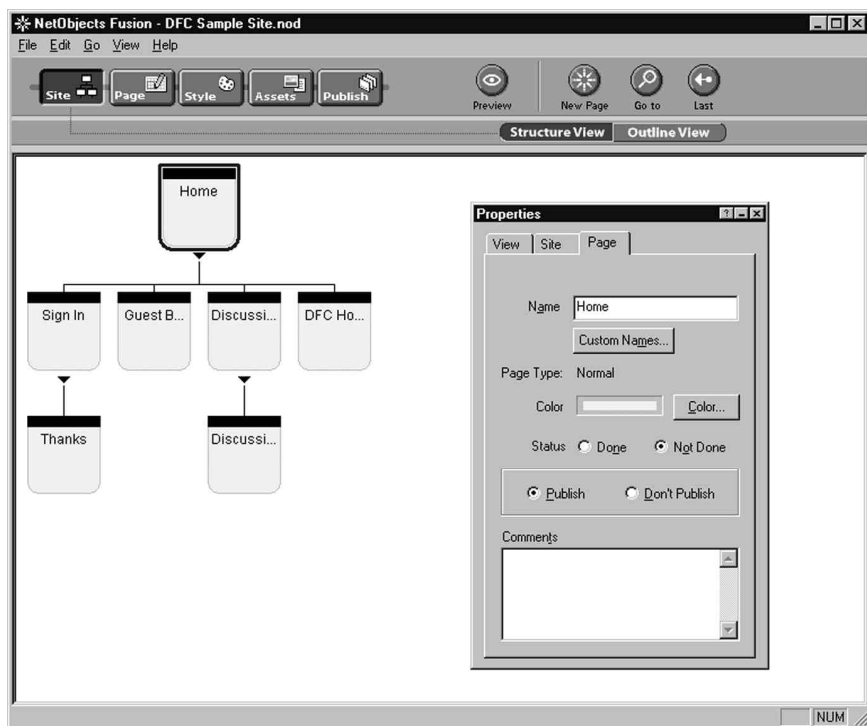 NetObjects Fusion - DFC Sample Site.nod
File Edit Go View Help
Site Page Style Assets Publish
Preview New Page Go to Last
Structure View Outline View
Home
Sign In Guest B... Discussi... DFC Ho...
Thanks Discussi...
Properties
View Site Page
Name Home
Custom Names...
Page Type: Normal
Color Color...
Status Done Not Done
Publish Don't Publish
Comments
NUM